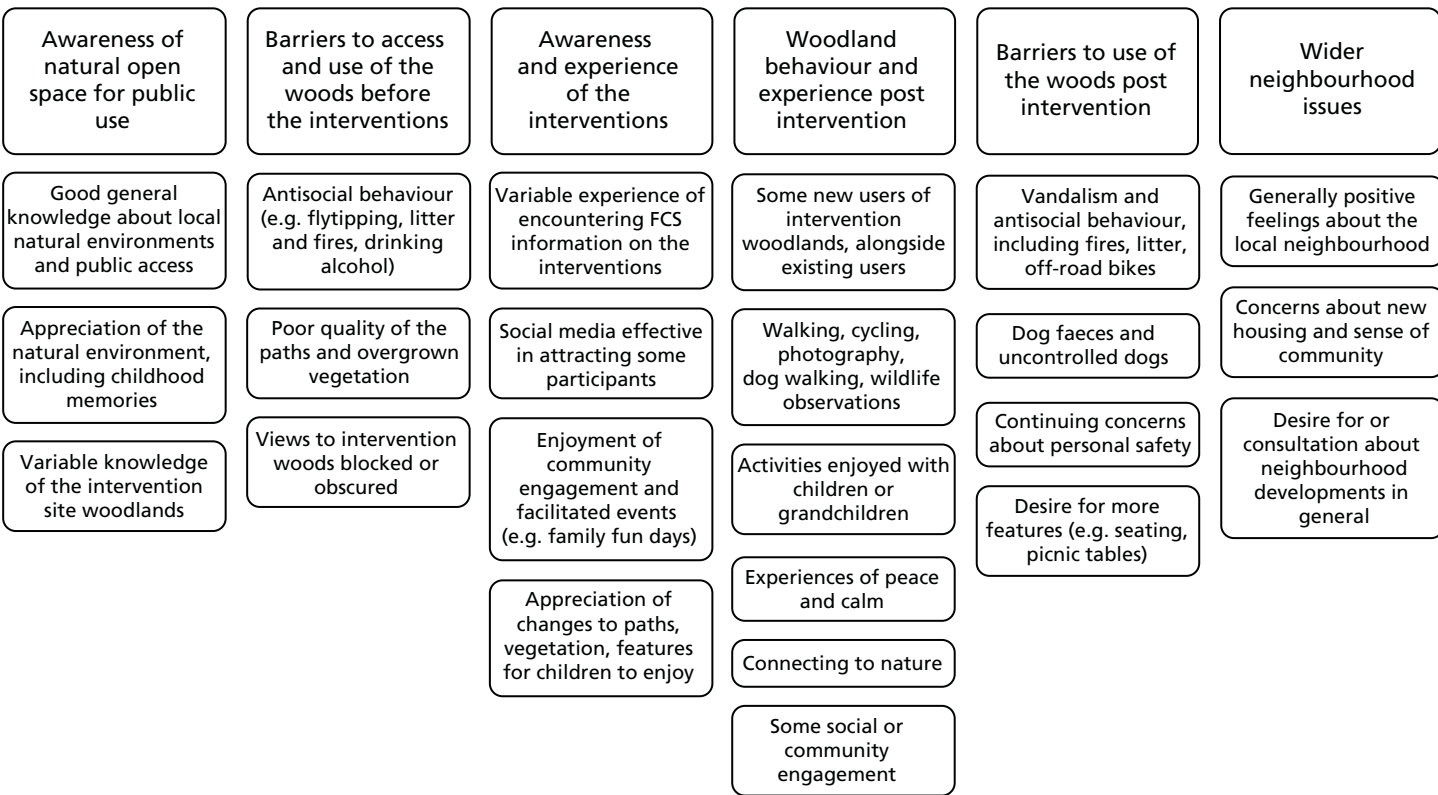 Awareness of
natural open
space for public
use
Good general
knowledge about local
natural environments
and public access
Appreciation of the
natural environment,
including childhood
memories
Variable knowledge
of the intervention
site woodlands
Barriers to access
and use of the
woods before
the interventions
Antisocial behaviour
(e.g. flytipping, litter
and fires, drinking
alcohol)
Poor quality of the
paths and overgrown
vegetation
Views to intervention
woods blocked or
obscured
Awareness
and experience
of the
interventions
Variable experience of
encountering FCS
information on the
interventions
Social media effective
in attracting some
participants
Enjoyment of
community
engagement and
facilitated events
(e.g. family fun days)
Appreciation of
changes to paths,
vegetation, features
for children to enjoy
Woodland
behaviour and
experience post
intervention
Some new users of
intervention
woodlands, alongside
existing users
Walking, cycling,
photography,
dog walking, wildlife
observations
Activities enjoyed with
children or
grandchildren
Experiences of peace
and calm
Connecting to nature
Some social or
community
engagement
Barriers to use of
the woods post
intervention
Vandalism and
antisocial behaviour,
including fires, litter,
off-road bikes
Dog faeces and
uncontrolled dogs
Continuing concerns
about personal safety
Desire for more
features (e.g. seating,
picnic tables)
Wider
neighbourhood
issues
Generally positive
feelings about the
local neighbourhood
Concerns about new
housing and sense of
community
Desire for or
consultation about
neighbourhood
developments in
general